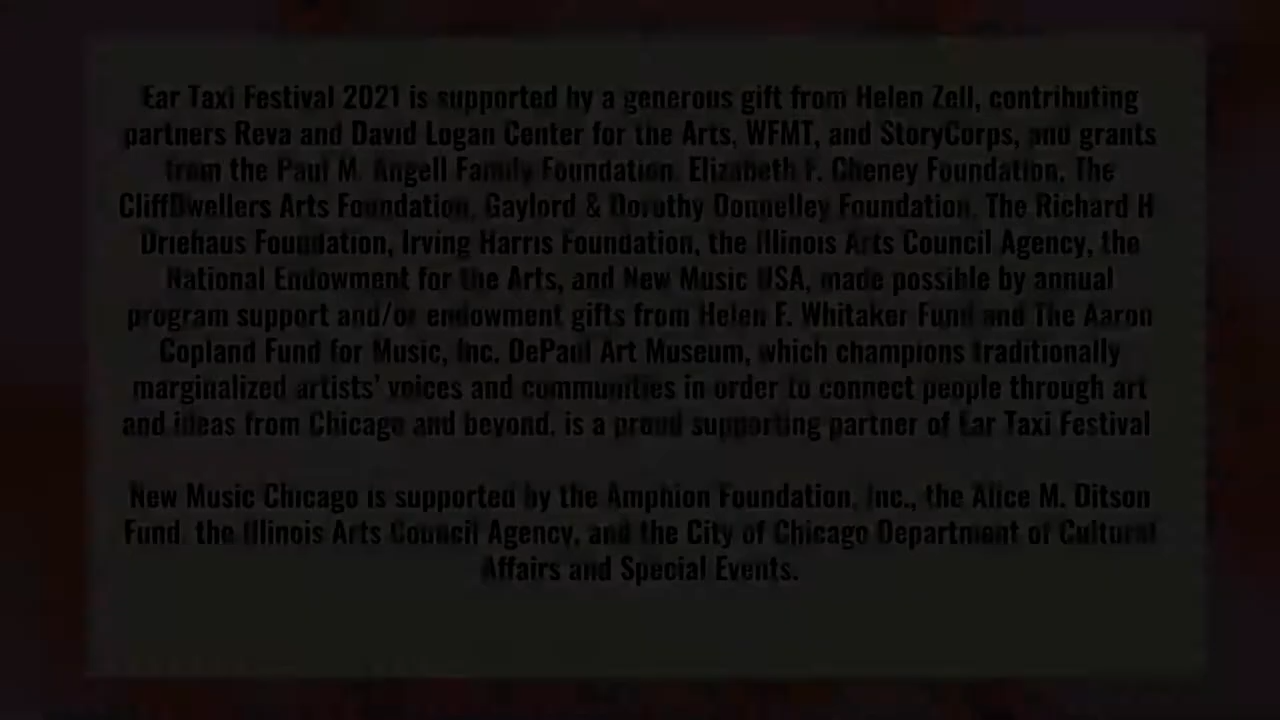 Ear Taxi Festival 2021 is supported by a generous gift from Helen Zell, contributing
partners Reva and David Logan Center for the Arts, WFMT, and StoryCorps, and grants
from the Paul M. Angell Family Foundation, Elizabeth F. Cheney Foundation, The
CliffDwellers Arts Foundation, Gaylord & Dorothy Donnelley Foundation, The Richard H
Driehaus Foundation, Irving Harris Foundation, the Illinois Arts Council Agency, the
National Endowment for the Arts, and New Music USA, made possible by annual
program support and/or endowment gifts from Helen F. Whitaker Fund and The Aaron
Copland Fund for Music, Inc. DePaul Art Museum, which champions traditionally
marginalized artists' voices and communities in order to connect people through art
and ideas from Chicago and beyond, is a proud supporting partner of Ear Taxi Festival
New Music Chicago is supported by the Amphion Foundation, Inc., the Alice M. Ditson
Fund, the Illinois Arts Council Agency, and the City of Chicago Department of Cultural
Affairs and Special Events.